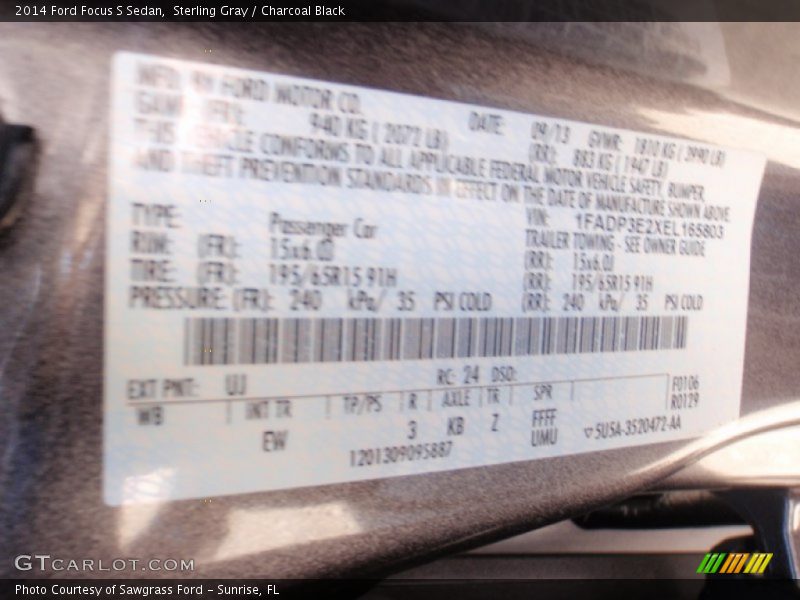 2014 Ford Focus S Sedan,  Sterling Gray / Charcoal Black
MFD. BY FORD MOTOR CO.
DATE: 09/13 GVWR: 1810 KG ( 3990 LB)
940 KG ( 2072 LB) (RR): 883 KG ( 1947 LB)
THIS VEHICLE CONFORMS TO ALL APPLICABLE FEDERAL MOTOR VEHICLE SAFETY, BUMPER,
AND THEFT PREVENTION STANDARDS IN EFFECT ON THE DATE OF MANUFACTURE SHOWN ABOVE.
VIN: 1FADP3E2XEL165803
TYPE: Passenger Car TRAILER TOWING - SEE OWNER GUIDE
RIM: (FR): 15x6.0J (RR): 15x6.0J
TIRE: (FR): 195/65R15 91H (RR): 195/65R15 91H
PRESSURE: (FR): 240 kPa/ 35 PSI COLD (RR): 240 kPa/ 35 PSI COLD
EXT PNT: UJ RC: 24 DSO: F0106
WB INT TR TP/PS R AXLE TR SPR R0129
EW 3 KB Z FFFF
UMU ▽5U5A-3520472-AA
1201309095887
GTCARLOT.COM
Photo Courtesy of Sawgrass Ford - Sunrise, FL